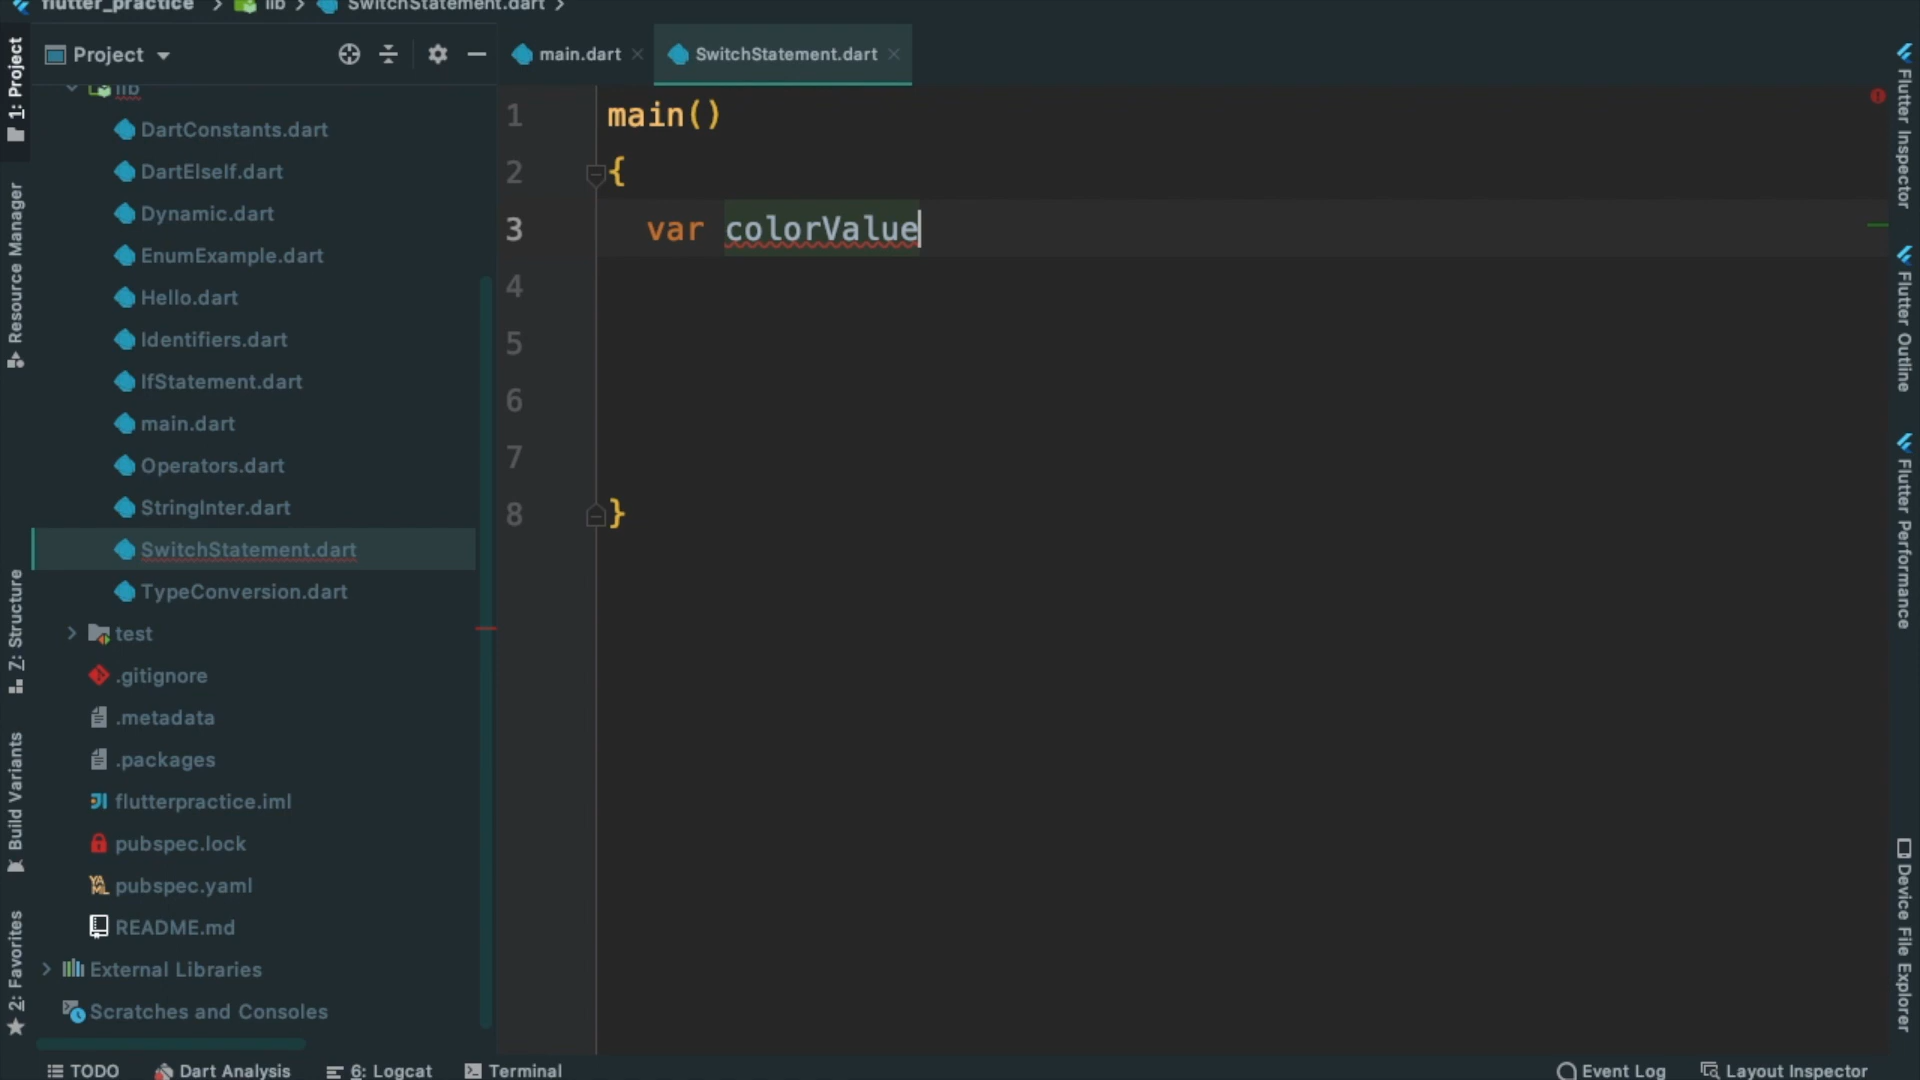 flutter_practice > lib > SwitchStatement.dart >
Project
main.dart
SwitchStatement.dart
1: Project
Resource Manager
Z: Structure
Build Variants
2: Favorites
lib
DartConstants.dart
DartElseIf.dart
Dynamic.dart
EnumExample.dart
Hello.dart
Identifiers.dart
IfStatement.dart
main.dart
Operators.dart
StringInter.dart
SwitchStatement.dart
TypeConversion.dart
test
.gitignore
.metadata
.packages
flutterpractice.iml
pubspec.lock
pubspec.yaml
README.md
External Libraries
Scratches and Consoles
1 main()
2 {
3 var colorValue
4
5
6
7
8 }
Flutter Inspector
Flutter Outline
Flutter Performance
Device File Explorer
TODO
Dart Analysis
6: Logcat
Terminal
Event Log
Layout Inspector